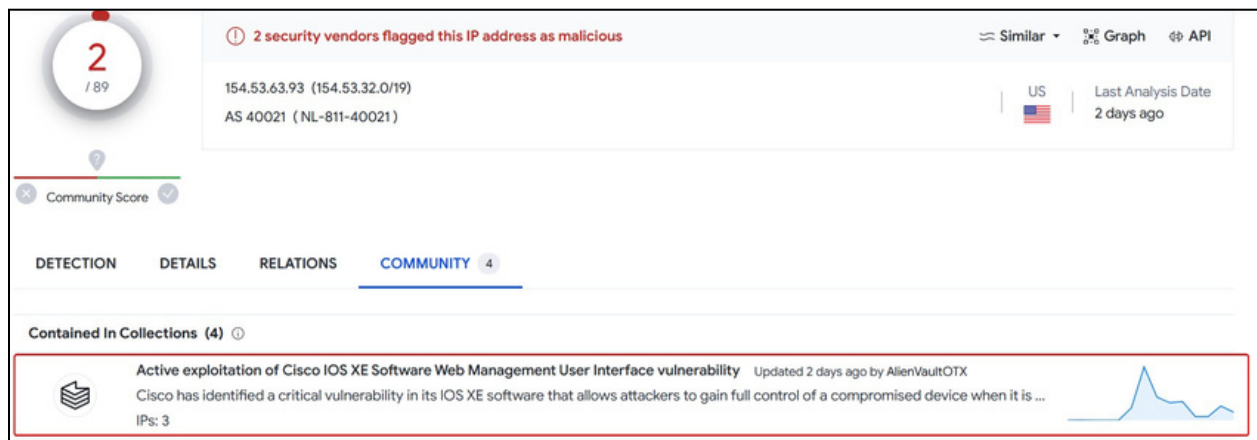 2
/ 89
2 security vendors flagged this IP address as malicious
Similar
Graph
API
154.53.63.93 (154.53.32.0/19)
AS 40021 ( NL-811-40021 )
US
Last Analysis Date
2 days ago
?
Community Score
DETECTION DETAILS RELATIONS COMMUNITY 4
Contained In Collections (4)
Active exploitation of Cisco IOS XE Software Web Management User Interface vulnerability Updated 2 days ago by AlienVaultOTX
Cisco has identified a critical vulnerability in its IOS XE software that allows attackers to gain full control of a compromised device when it is ...
IPs: 3